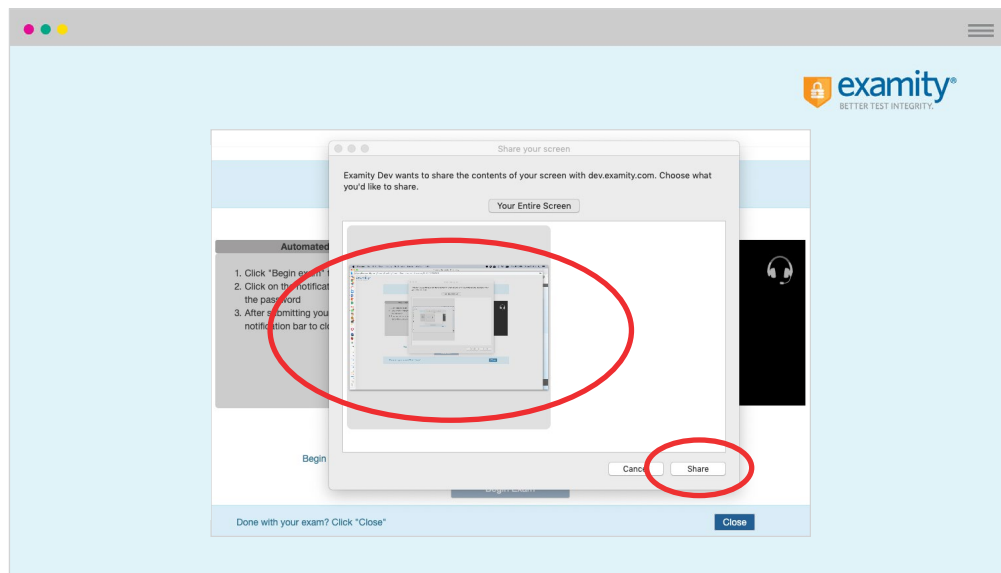 examity®
BETTER TEST INTEGRITY.
Share your screen
Examity Dev wants to share the contents of your screen with dev.examity.com. Choose what
you'd like to share.
Your Entire Screen
Automated
1. Click "Begin exam"
2. Click on the notificat
the password
3. After submitting you
notification bar to clo
Begin
Cancel
Share
Begin Exam
Done with your exam? Click "Close"
Close